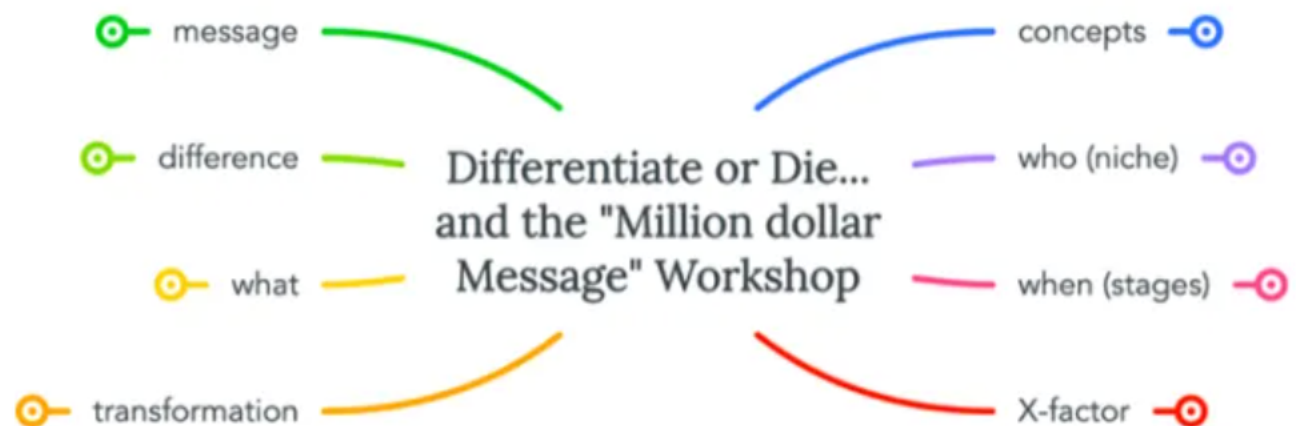 message
difference
what
transformation
Differentiate or Die...
and the "Million dollar
Message" Workshop
concepts
who (niche)
when (stages)
X-factor